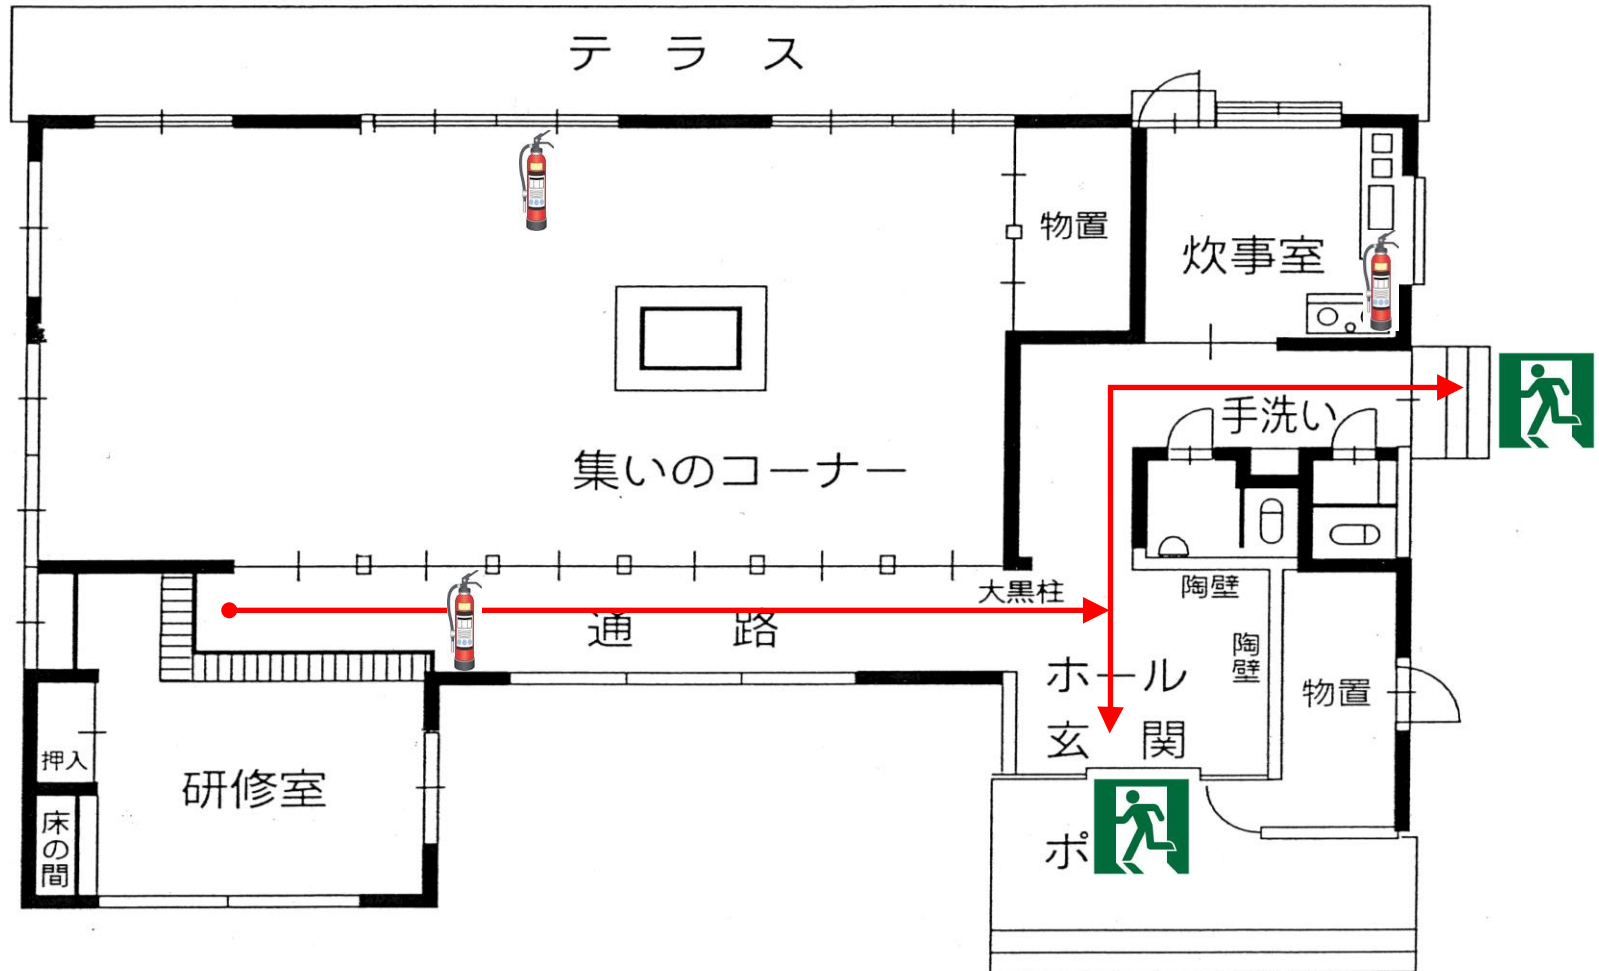 テラス
物置
炊事室
手洗い
集いのコーナー
大黒柱
陶壁
通路
陶壁
ホール
物置
玄関
押入
研修室
床の間
ポ